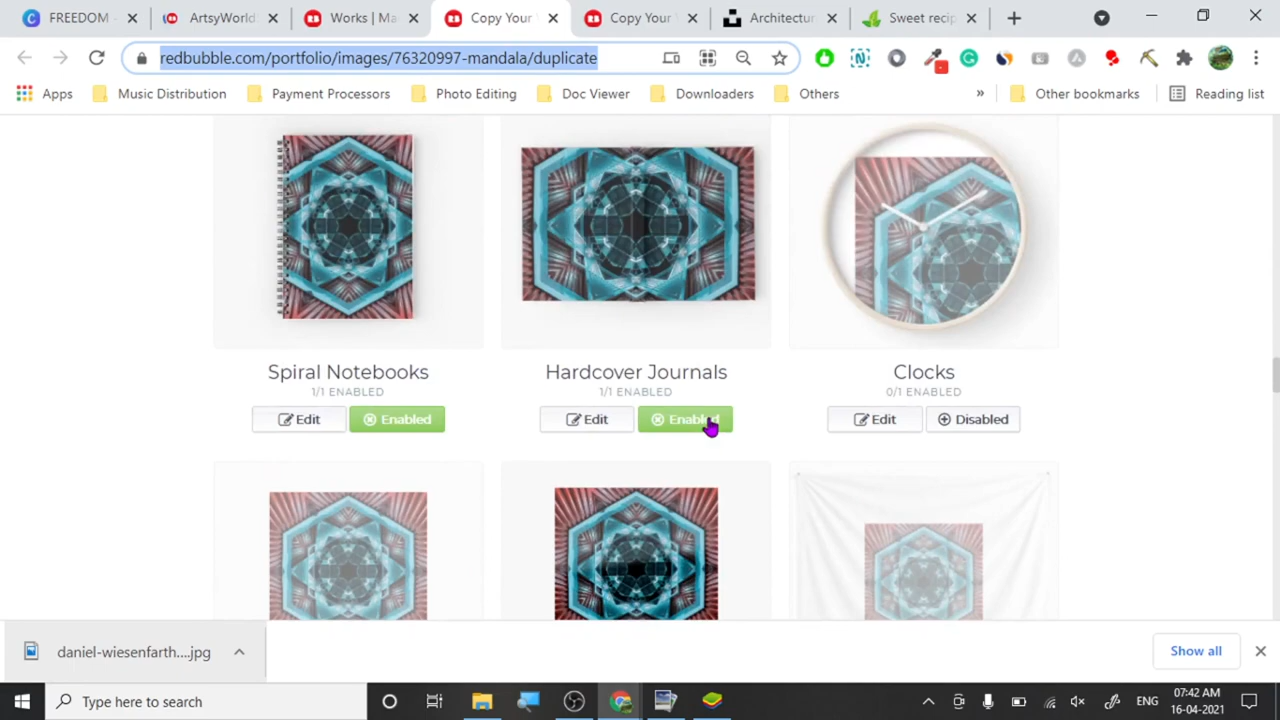 FREEDOM -
ArtsyWorld
Works | Ma
Copy Your
Copy Your
Architectur
Sweet recip
redbubble.com/portfolio/images/76320997-mandala/duplicate
Apps
Music Distribution
Payment Processors
Photo Editing
Doc Viewer
Downloaders
Others
»
Other bookmarks
Reading list
Spiral Notebooks
Hardcover Journals
Clocks
1/1 ENABLED
1/1 ENABLED
0/1 ENABLED
Edit
Enabled
Edit
Enabled
Edit
Disabled
daniel-wiesenfarth....jpg
Show all
Type here to search
ENG
07:42 AM
16-04-2021